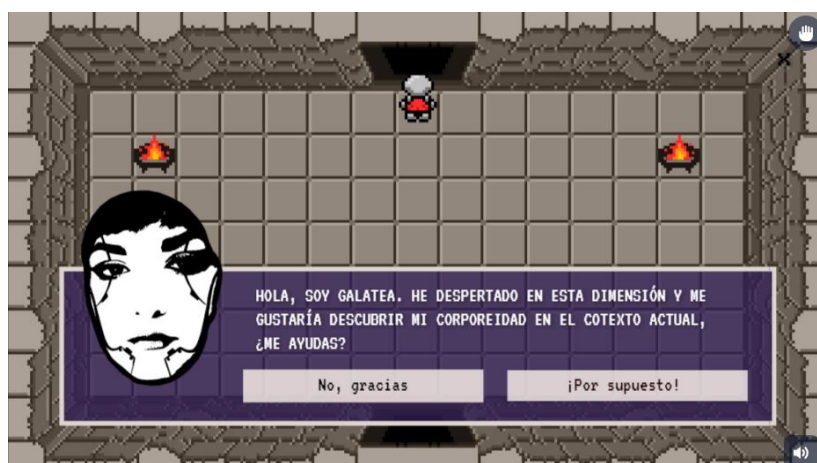 HOLA, SOY GALATEA. HE DESPERTADO EN ESTA DIMENSIÓN Y ME
GUSTARÍA DESCUBRIR MI CORPOREIDAD EN EL COTEXTO ACTUAL,
¿ME AYUDAS?
No, gracias
¡Por supuesto!